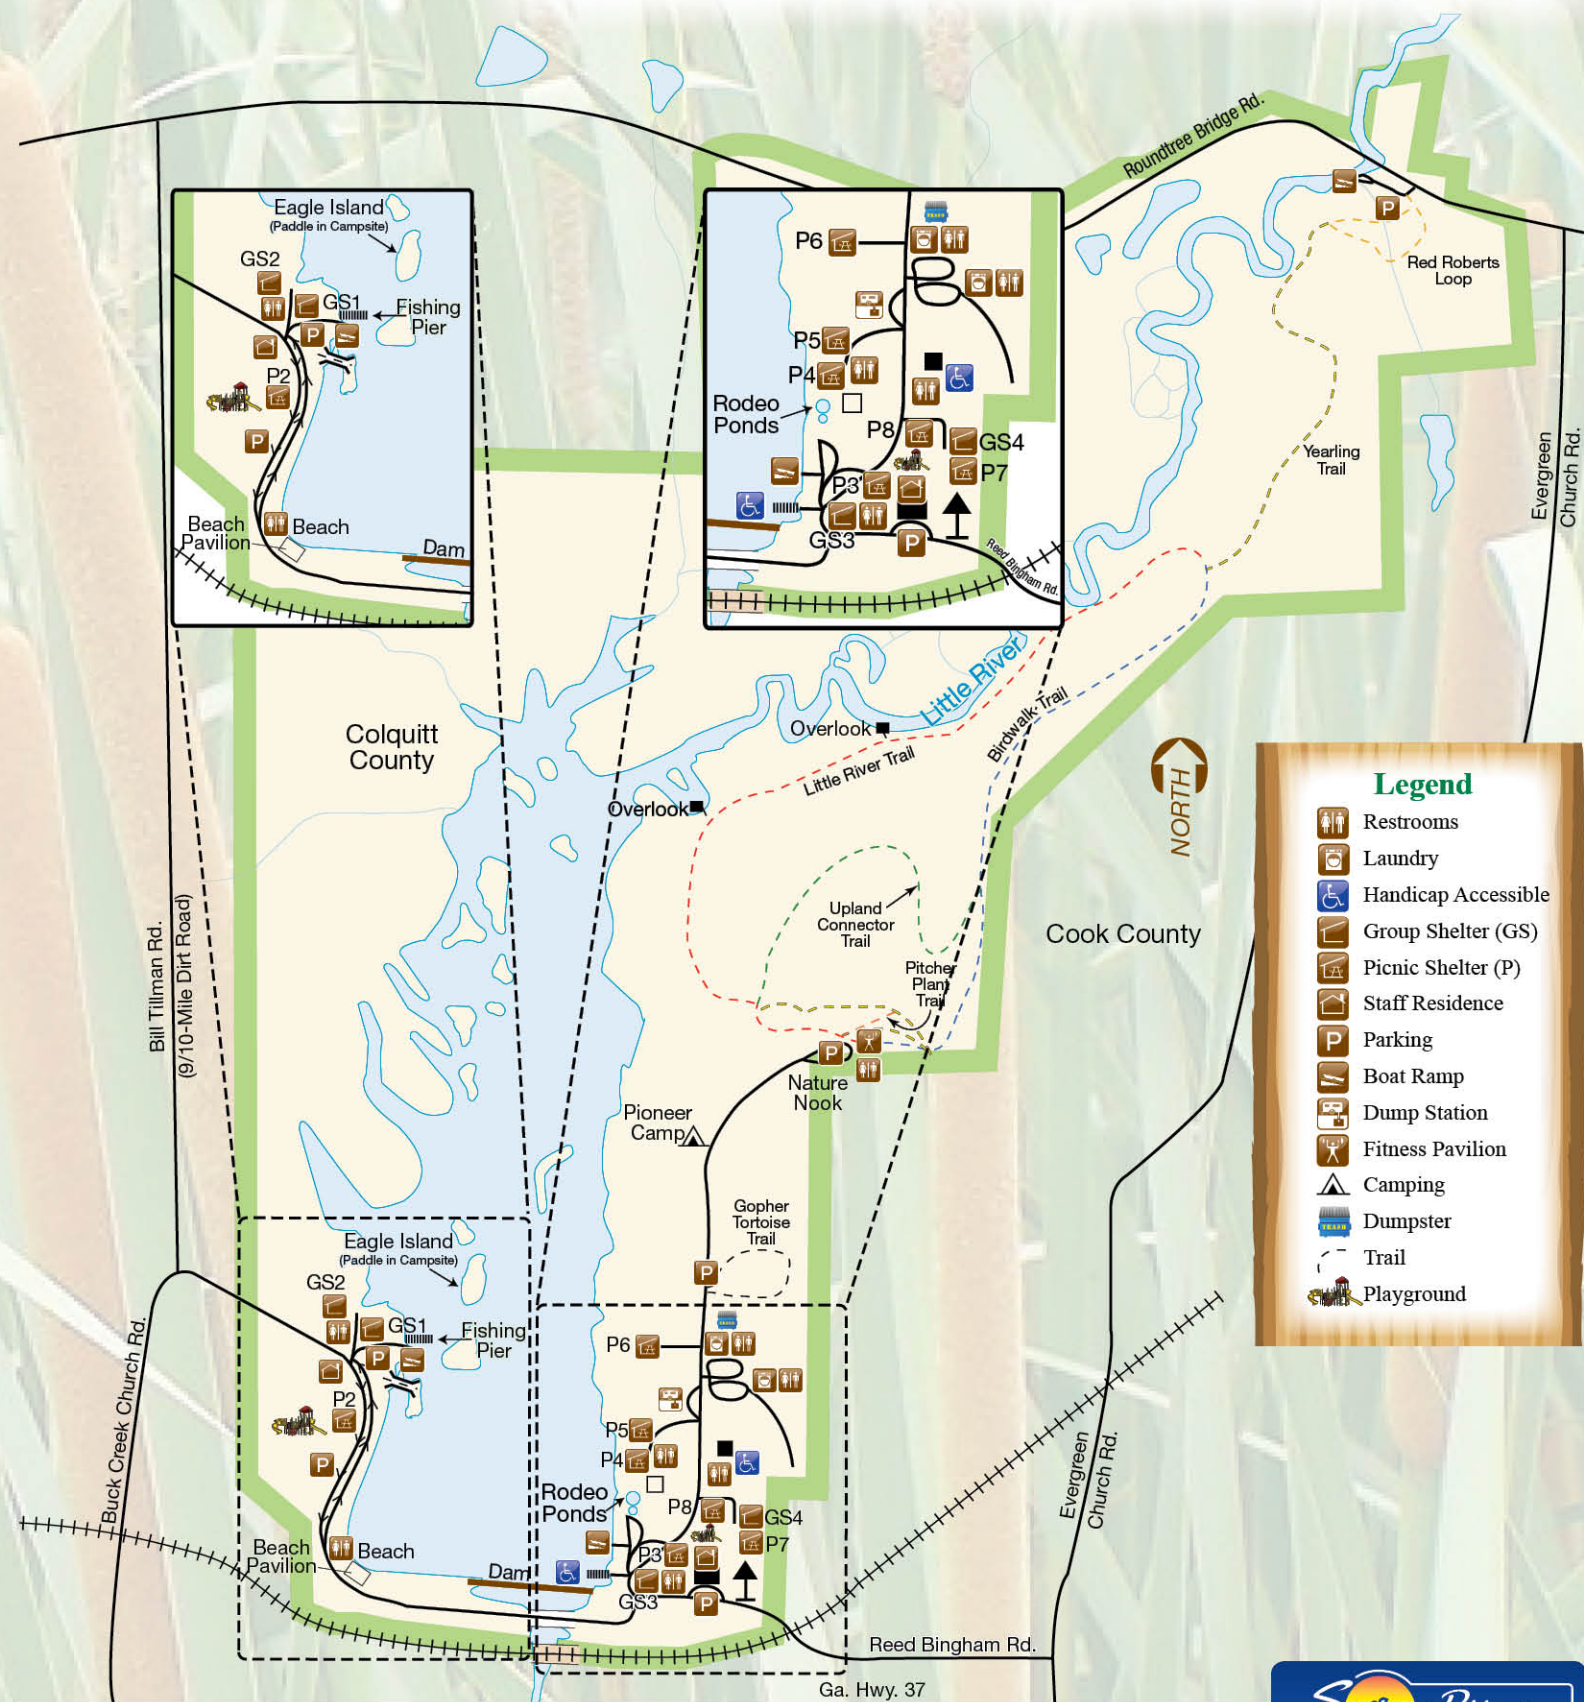 Roundtree Bridge Rd.
Eagle Island
(Paddle in Campsite)
GS2
GS1
Fishing
Pier
P2
P
P
Beach
Pavilion
Beach
Dam
TRASH
P6
P5
P4
Rodeo
Ponds
P8
GS4
P7
P3
GS3
P
Reed Bingham Rd.
P
Red Roberts
Loop
Yearling
Trail
Evergreen
Church Rd.
Colquitt
County
Little River
Overlook
Birdwalk Trail
Little River Trail
Overlook
NORTH
Upland
Connector
Trail
Cook County
Pitcher
Plant
Trail
P
Nature
Nook
Pioneer
Camp
Bill Tillman Rd.
(9/10-Mile Dirt Road)
Gopher
Tortoise
Trail
P
Legend
Restrooms
Laundry
Handicap Accessible
Group Shelter (GS)
Picnic Shelter (P)
Staff Residence
P Parking
Boat Ramp
Dump Station
Fitness Pavilion
Camping
TRASH Dumpster
Trail
Playground
Eagle Island
(Paddle in Campsite)
GS2
GS1
Fishing
Pier
P
P2
P
Buck Creek Church Rd.
Beach
Pavilion
Beach
Dam
TRASH
P6
P5
P4
Rodeo
Ponds
P8
GS4
P7
P3
GS3
P
Evergreen
Church Rd.
Reed Bingham Rd.
Ga. Hwy. 37